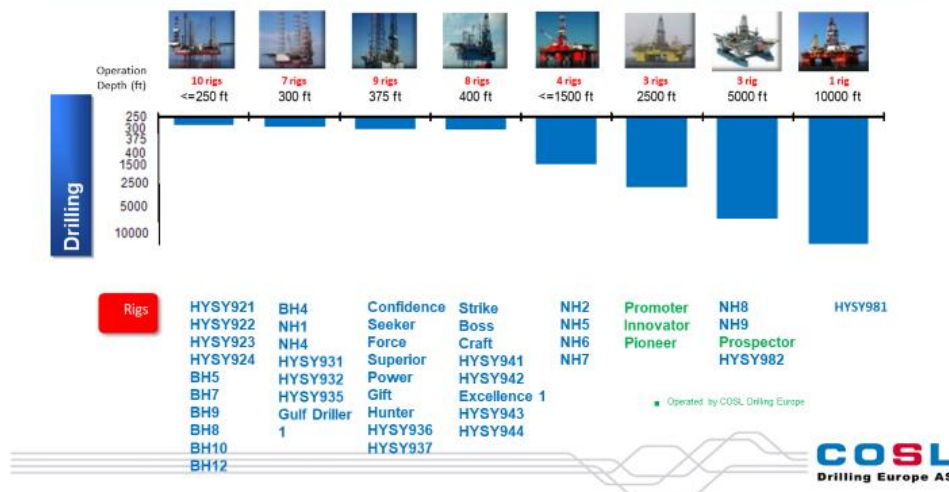 Operation
Depth (ft)
10 rigs
<=250 ft
7 rigs
300 ft
9 rigs
375 ft
8 rigs
400 ft
4 rigs
<=1500 ft
3 rigs
2500 ft
3 rig
5000 ft
1 rig
10000 ft
Drilling
250
300
375
400
1500
2500
5000
10000
Rigs
HYSY921
HYSY922
HYSY923
HYSY924
BH5
BH7
BH9
BH8
BH10
BH12
BH4
NH1
NH4
HYSY931
HYSY932
HYSY935
Gulf Driller
1
Confidence
Seeker
Force
Superior
Power
Gift
Hunter
HYSY936
HYSY937
Strike
Boss
Craft
HYSY941
HYSY942
Excellence 1
HYSY943
HYSY944
NH2
NH5
NH6
NH7
Promoter
Innovator
Pioneer
NH8
NH9
Prospector
HYSY982
HYSY981
Operated by COSL Drilling Europe
COSL
Drilling Europe AS